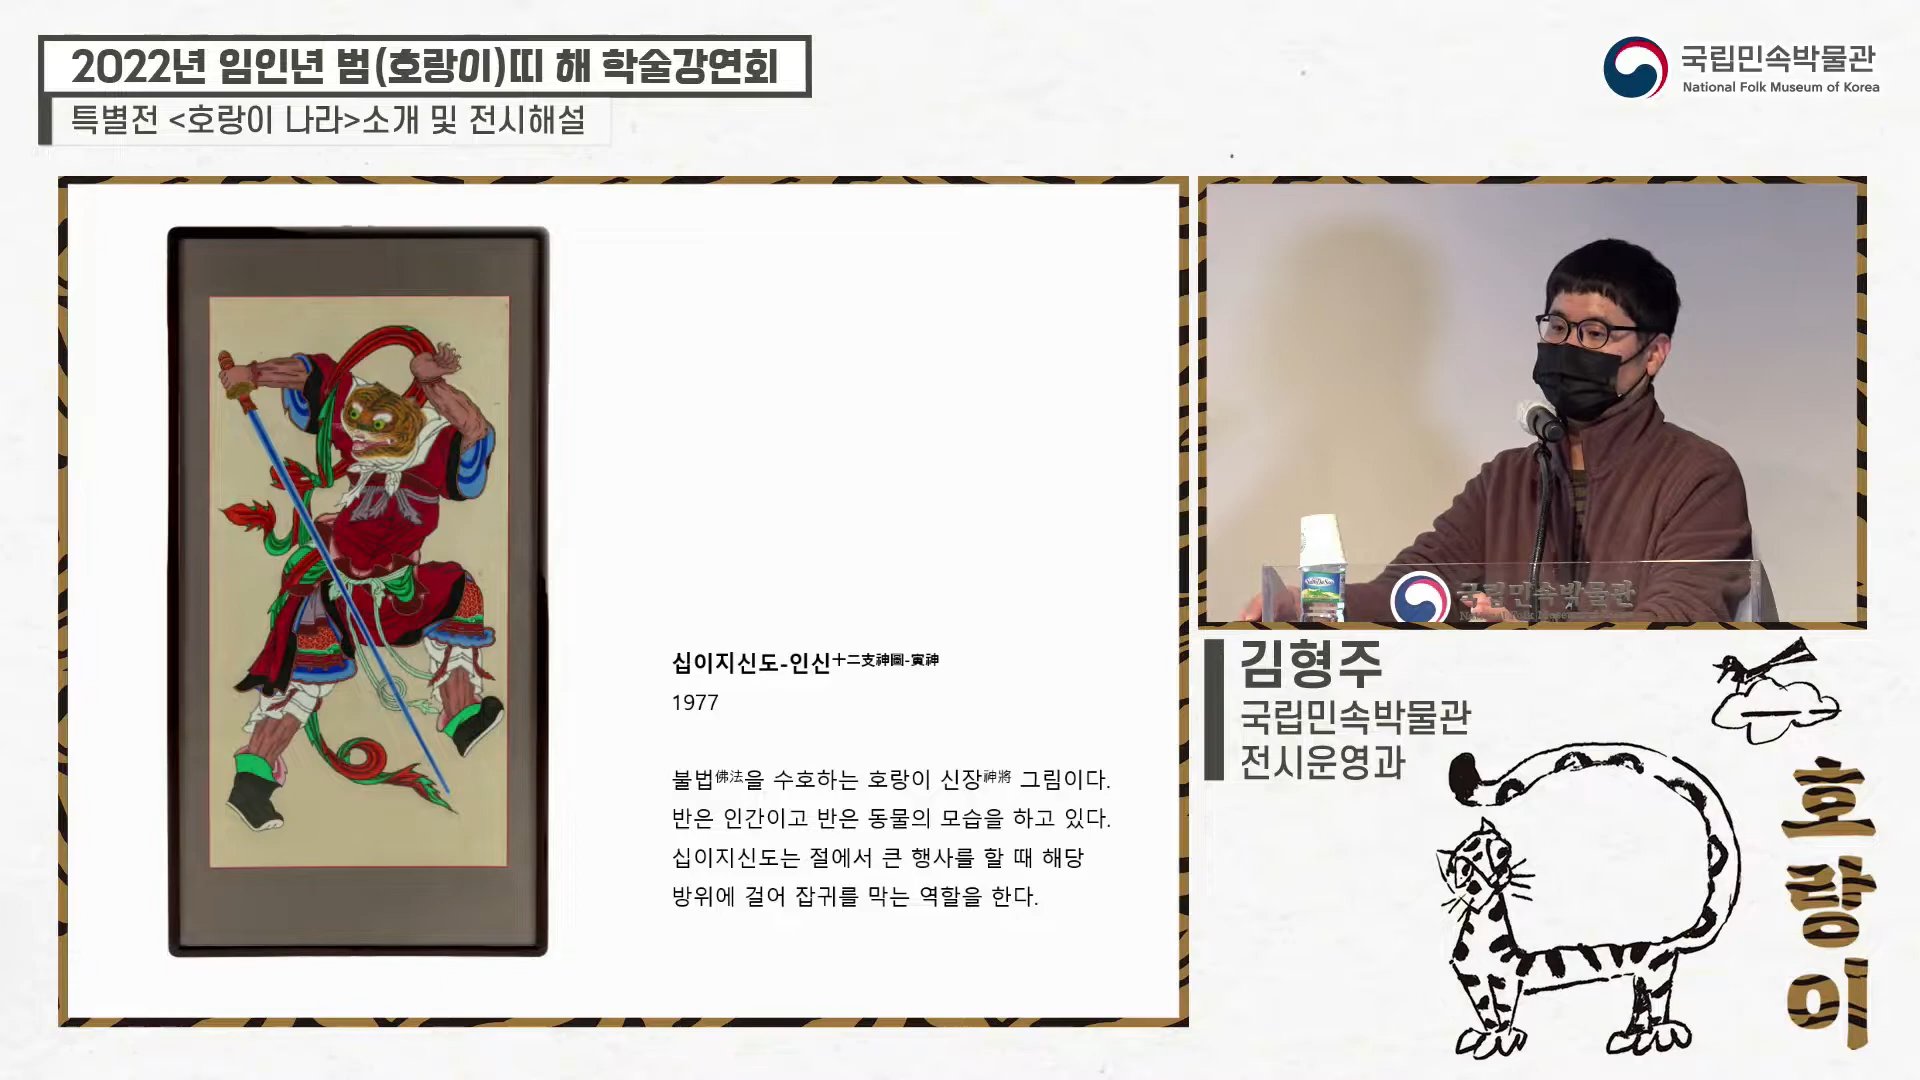 2022년 임인년 범(호랑이)띠 해 학술강연회
특별전 <호랑이 나라>소개 및 전시해설
국립민속박물관
National Folk Museum of Korea
십이지신도-인신十二支神圖-寅神
1977
불법佛法을 수호하는 호랑이 신장神將 그림이다.
반은 인간이고 반은 동물의 모습을 하고 있다.
십이지신도는 절에서 큰 행사를 할 때 해당
방위에 걸어 잡귀를 막는 역할을 한다.
국립민속박물관
김형주
국립민속박물관
전시운영과
호랑이